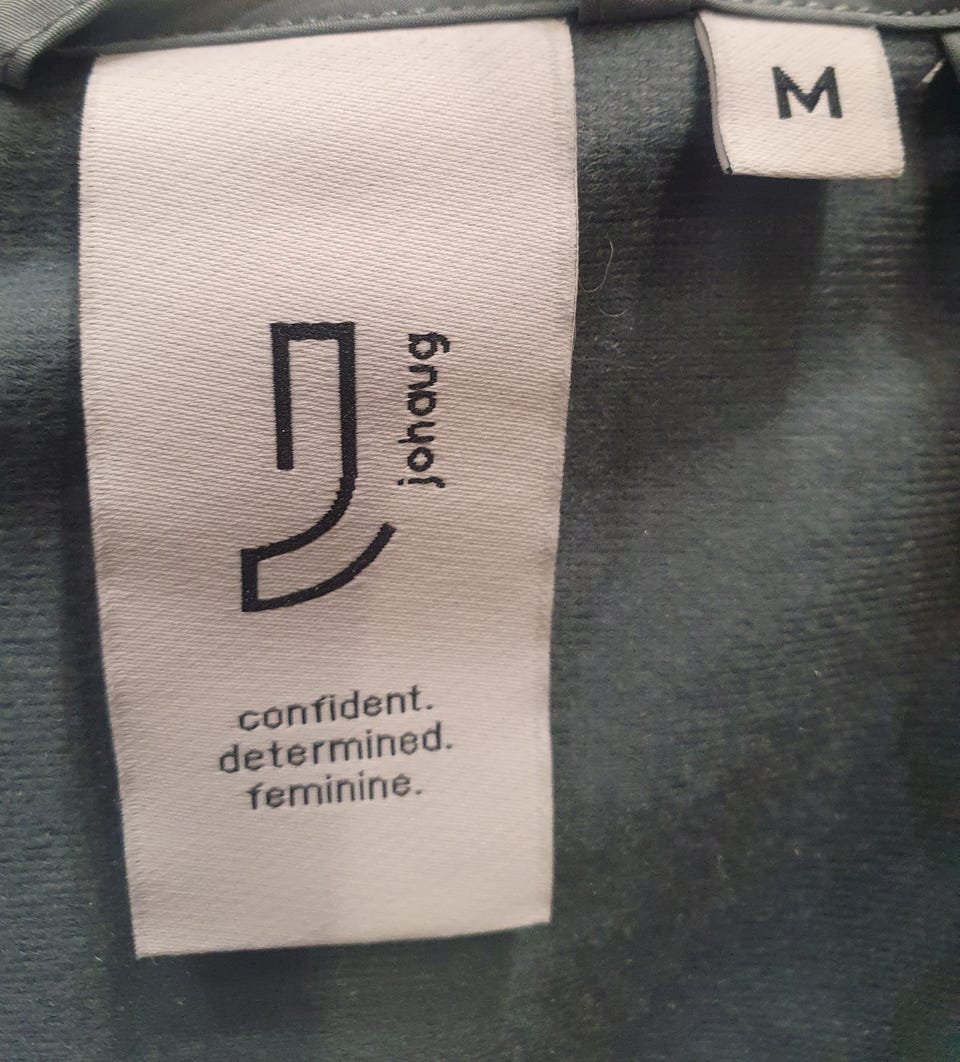 M
johaug
confident.
determined.
feminine.